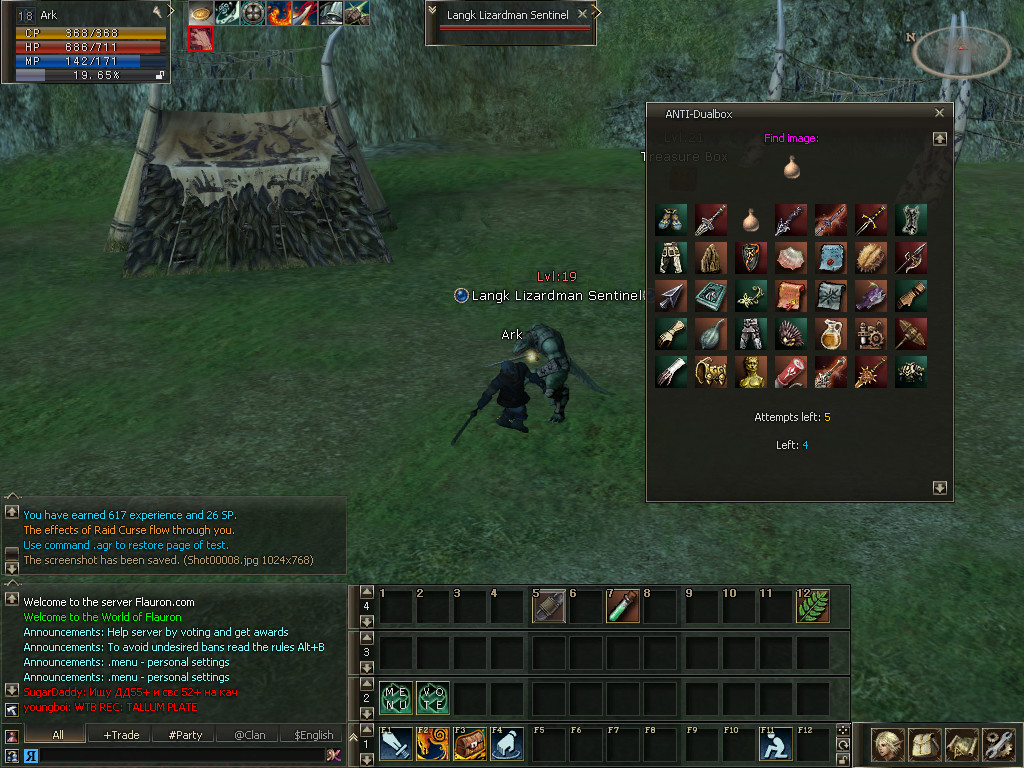 18 Ark
CP 368/368
HP 686/711
MP 142/171
19.65%
Langk Lizardman Sentinel
N
ANTI-Dualbox
Find image:
Treasure Box
Lvl:19
Langk Lizardman Sentinel
Ark
Attempts left: 5
Left: 4
You have earned 617 experience and 26 SP.
The effects of Raid Curse flow through you.
Use command .agr to restore page of test.
The screenshot has been saved. (Shot00008.jpg 1024x768)
Welcome to the server Flauron.com
Welcome to the World of Flauron
Announcements: Help server by voting and get awards
Announcements: To avoid undesired bans read the rules Alt+B
Announcements: .menu - personal settings
Announcements: .menu - personal settings
SugarDaddy: Ищу ДД55+ и свс 52+ на кач
youngboi: WTB REC: TALLUM PLATE
All +Trade #Party @Clan $English
Я
4 1 2 3 4 5 6 7 8 9 10 11 12
3
2 MENU VOTE
1 F1 F2 F3 F4 F5 F6 F7 F8 F9 F10 F11 F12